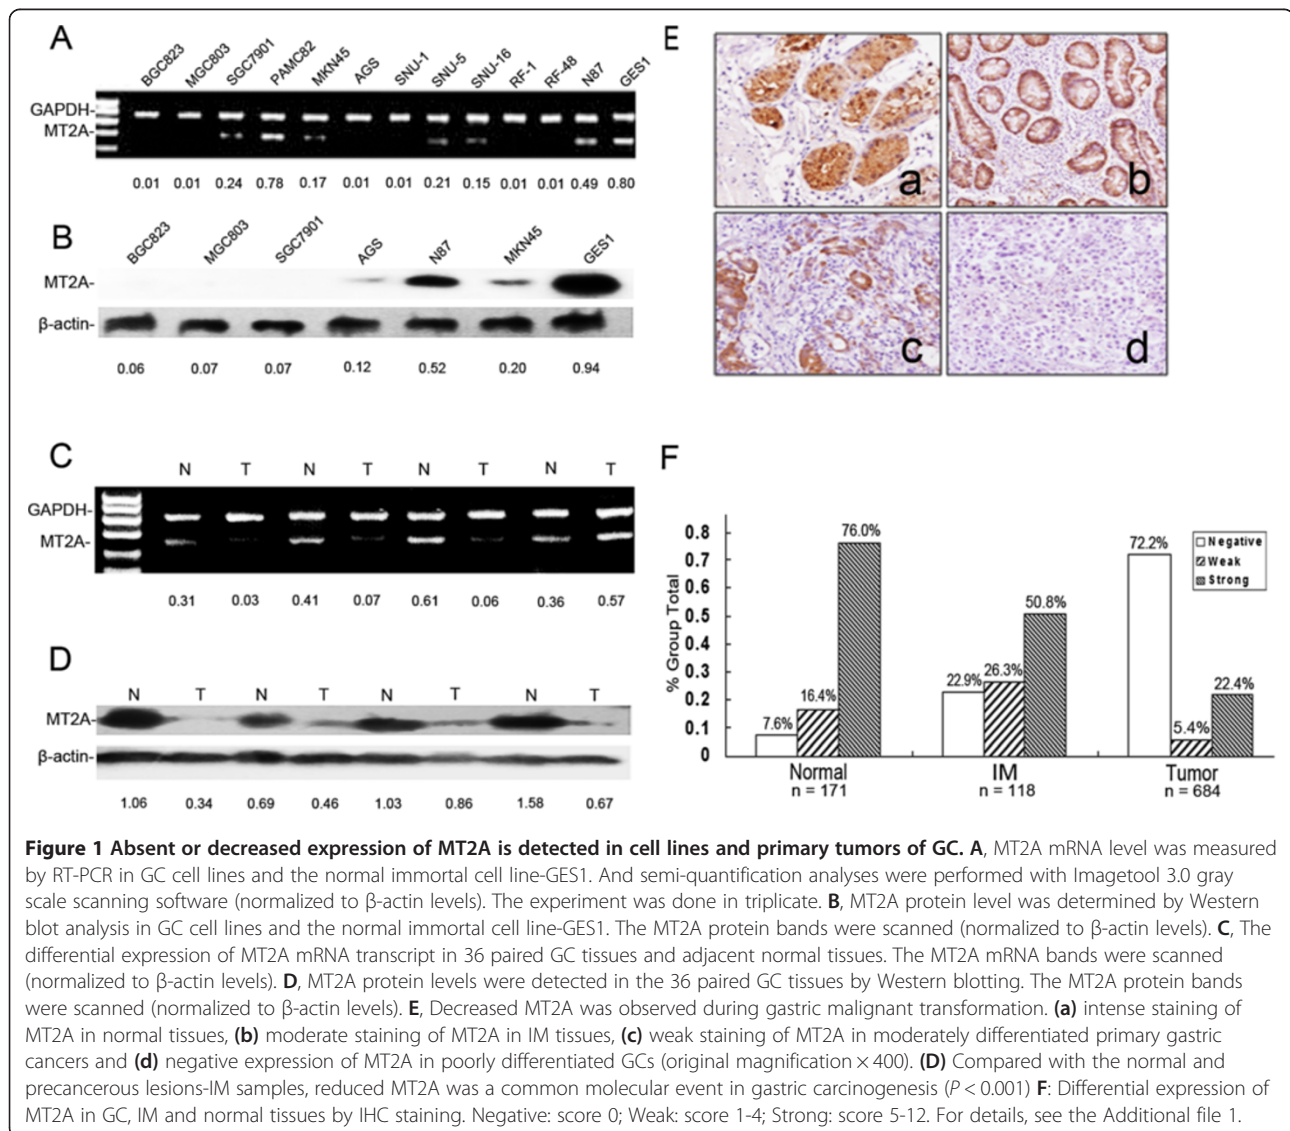 A
BGC823 MGC803 SGC7901 PAMC82 MKN45 AGS SNU-1 SNU-5 SNU-16 RF-1 RF-48 N87 GES1
GAPDH-
MT2A-
0.01 0.01 0.24 0.78 0.17 0.01 0.01 0.21 0.15 0.01 0.01 0.49 0.80
B
BGC823 MGC803 SGC7901 AGS N87 MKN45 GES1
MT2A-
β-actin-
0.06 0.07 0.07 0.12 0.52 0.20 0.94
C
N T N T N T N T
GAPDH-
MT2A-
0.31 0.03 0.41 0.07 0.61 0.06 0.36 0.57
D
N T N T N T N T
MT2A-
β-actin-
1.06 0.34 0.69 0.46 1.03 0.86 1.58 0.67
E
a b
c d
F
% Group Total
0.8
0.7
0.6
0.5
0.4
0.3
0.2
0.1
0
7.6% 16.4% 76.0%
22.9% 26.3% 50.8%
72.2% 5.4% 22.4%
Negative
Weak
Strong
Normal IM Tumor
n = 171 n = 118 n = 684
Figure 1 Absent or decreased expression of MT2A is detected in cell lines and primary tumors of GC. A, MT2A mRNA level was measured
by RT-PCR in GC cell lines and the normal immortal cell line-GES1. And semi-quantification analyses were performed with Imagetool 3.0 gray
scale scanning software (normalized to β-actin levels). The experiment was done in triplicate. B, MT2A protein level was determined by Western
blot analysis in GC cell lines and the normal immortal cell line-GES1. The MT2A protein bands were scanned (normalized to β-actin levels). C, The
differential expression of MT2A mRNA transcript in 36 paired GC tissues and adjacent normal tissues. The MT2A mRNA bands were scanned
(normalized to β-actin levels). D, MT2A protein levels were detected in the 36 paired GC tissues by Western blotting. The MT2A protein bands
were scanned (normalized to β-actin levels). E, Decreased MT2A was observed during gastric malignant transformation. (a) intense staining of
MT2A in normal tissues, (b) moderate staining of MT2A in IM tissues, (c) weak staining of MT2A in moderately differentiated primary gastric
cancers and (d) negative expression of MT2A in poorly differentiated GCs (original magnification × 400). (D) Compared with the normal and
precancerous lesions-IM samples, reduced MT2A was a common molecular event in gastric carcinogenesis (P < 0.001) F: Differential expression of
MT2A in GC, IM and normal tissues by IHC staining. Negative: score 0; Weak: score 1-4; Strong: score 5-12. For details, see the Additional file 1.